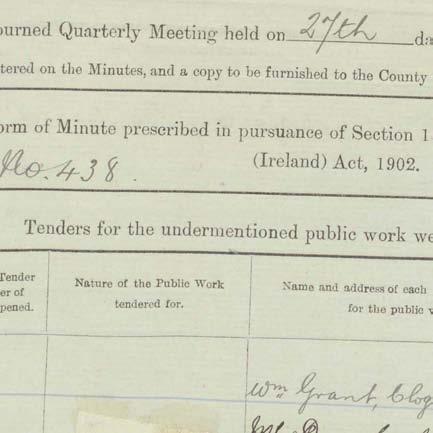 ourned Quarterly Meeting held on 27th da
tered on the Minutes, and a copy to be furnished to the County
orm of Minute prescribed in pursuance of Section 1
No. 438. (Ireland) Act, 1902.
Tenders for the undermentioned public work we
Tender
er of
pened.
Nature of the Public Work
tendered for.
Name and address of each
for the public w
Wm Grant, Clog